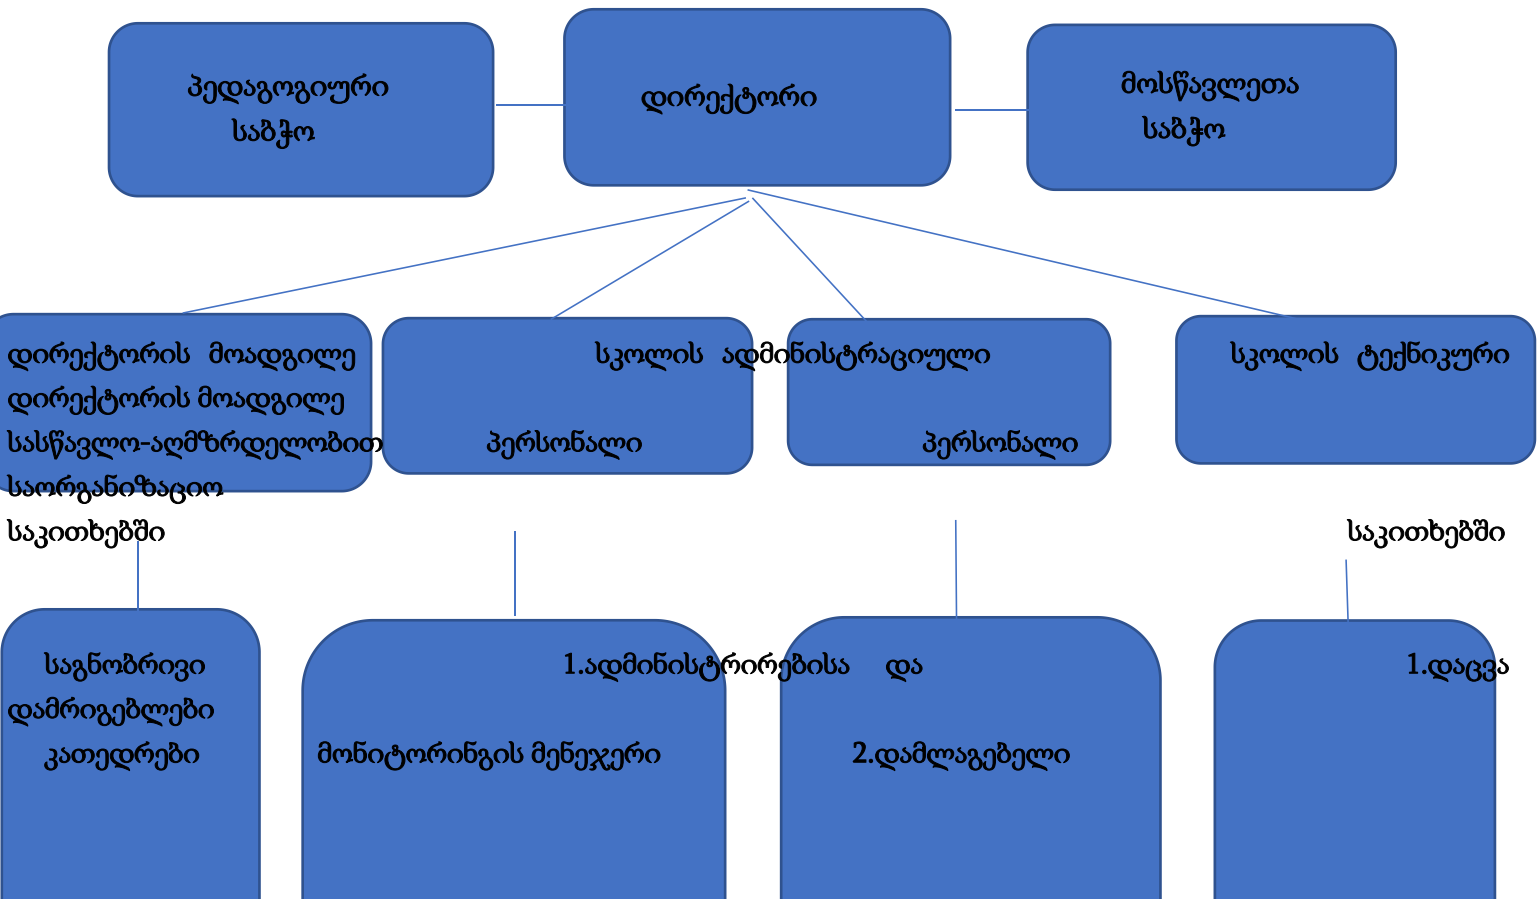 პედაგოგიური
საბჭო
დირექტორი
მოსწავლეთა
საბჭო
დირექტორის მოადგილე სკოლის ადმინისტრაციული სკოლის ტექნიკური
დირექტორის მოადგილე
სასწავლო-აღმზრდელობით პერსონალი პერსონალი
საორგანიზაციო
საკითხებში საკითხებში
საგნობრივი 1.ადმინისტრირებისა და 1.დაცვა
დამრიგებლები
კათედრები მონიტორინგის მენეჯერი 2.დამლაგებელი